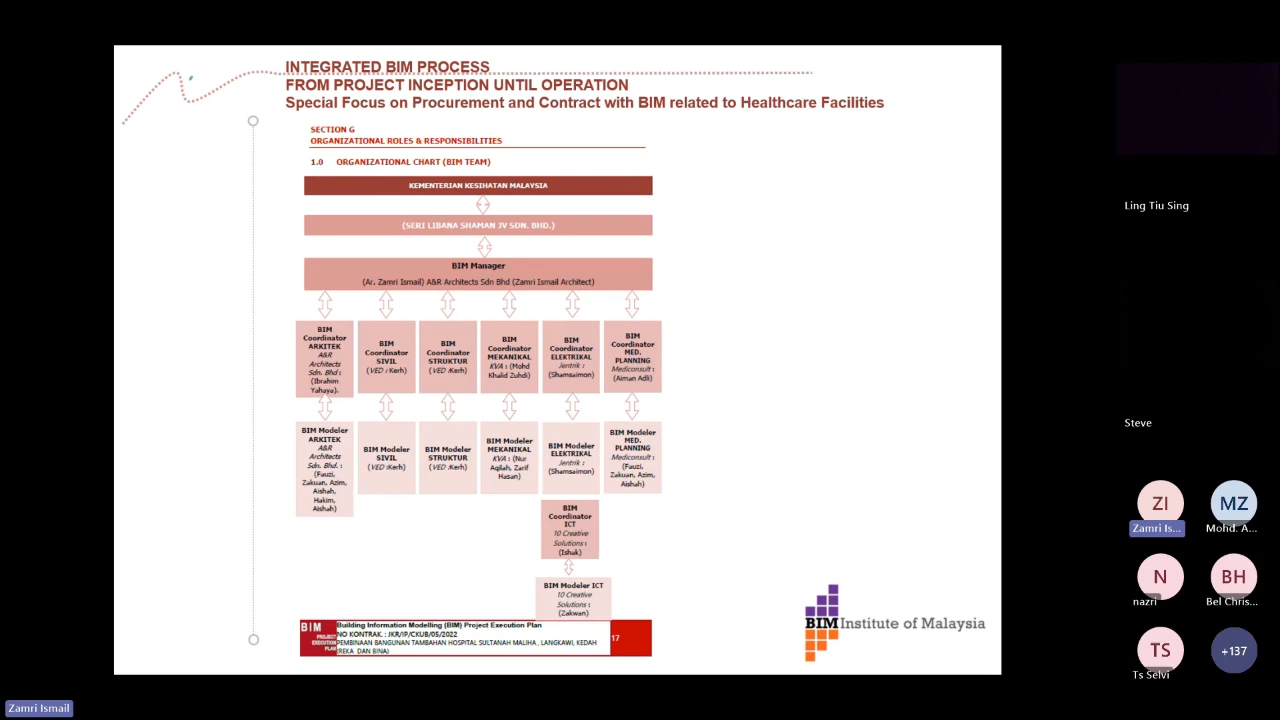 INTEGRATED BIM PROCESS
FROM PROJECT INCEPTION UNTIL OPERATION
Special Focus on Procurement and Contract with BIM related to Healthcare Facilities
SECTION G
ORGANIZATIONAL ROLES & RESPONSIBILITIES
1.0 ORGANIZATIONAL CHART (BIM TEAM)
KEMENTERIAN KESIHATAN MALAYSIA
(SERI LIBANA SHAMAN JV SDN. BHD.)
BIM Manager
(Ar. Zamri Ismail) A&R Architects Sdn Bhd (Zamri Ismail Architect)
BIM
Coordinator
ARKITEK
A&R
Architects
Sdn. Bhd :
(Ibrahim
Yahaya).
BIM
Coordinator
SIVIL
(VED : Kerh)
BIM
Coordinator
STRUKTUR
(VED :Kerh)
BIM
Coordinator
MEKANIKAL
KVA : (Mohd
Khalid Zuhdi)
BIM
Coordinator
ELEKTRIKAL
Jentrik :
(Shamsaimon)
BIM
Coordinator
MED.
PLANNING
Mediconsult :
(Aiman Adli)
BIM Modeler
ARKITEK
A&R
Architects
Sdn. Bhd. :
(Fauzi,
Zakuan, Azim,
Aishah,
Hakim,
Aishah)
BIM Modeler
SIVIL
(VED :Kerh)
BIM Modeler
STRUKTUR
(VED :Kerh)
BIM Modeler
MEKANIKAL
KVA : (Nur
Aqilah, Zarif
Hasan)
BIM Modeler
ELEKTRIKAL
Jentrik :
(Shamsaimon)
BIM Modeler
MED.
PLANNING
Mediconsult :
(Fauzi,
Zakuan, Azim,
Aishah)
BIM
Coordinator
ICT
10 Creative
Solutions :
(Ishak)
BIM Modeler ICT
10 Creative
Solutions :
(Zakwan)
BIM
PROJECT
EXECUTION
PLAN
Building Information Modelling (BIM) Project Execution Plan
NO KONTRAK. : JKR/IP/CKUB/05/2022
PEMBINAAN BANGUNAN TAMBAHAN HOSPITAL SULTANAH MALIHA , LANGKAWI, KEDAH
(REKA DAN BINA)
17
BIM Institute of Malaysia
Ling Tiu Sing
Steve
ZI
Zamri Is...
MZ
Mohd. A...
N
nazri
BH
Bel Chris...
TS
Ts Selvi
+137
Zamri Ismail